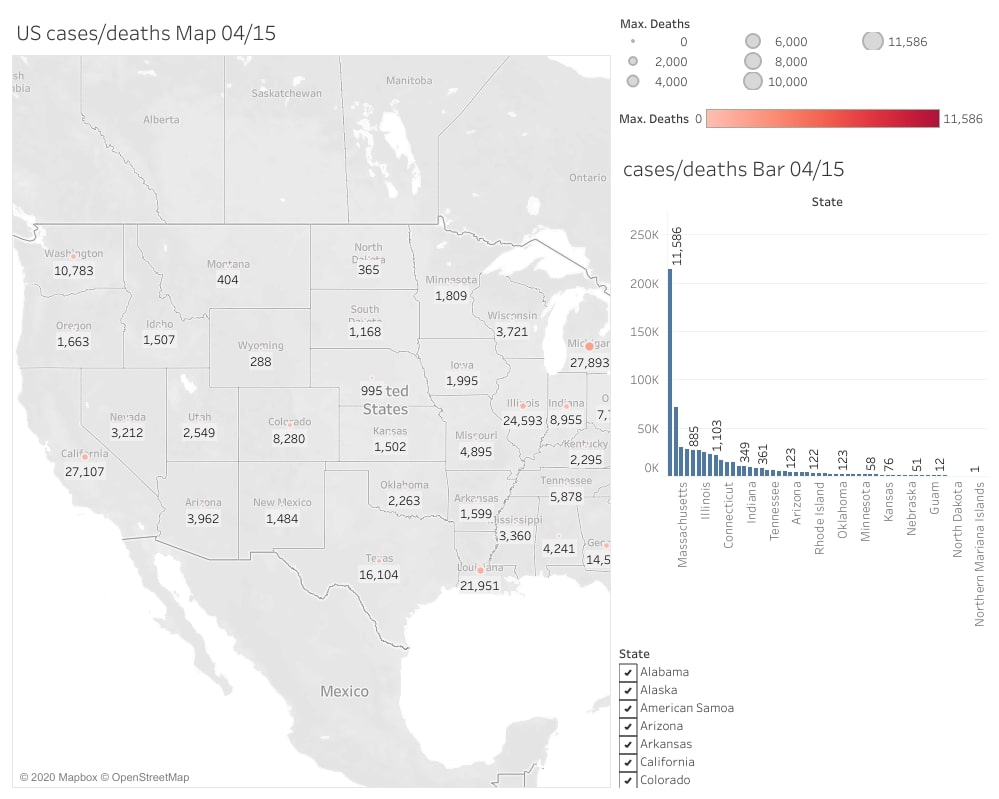 US cases/deaths Map 04/15
Manitoba
Saskatchewan
Alberta
Ontario
Washington
10,783
Montana
404
North
Dakota
365
Minnesota
1,809
Oregon
1,663
Idaho
1,507
South
Dakota
1,168
Wisconsin
3,721
Michigan
27,893
Wyoming
288
Iowa
1,995
995
United
States
Nevada
3,212
Utah
2,549
Colorado
8,280
Kansas
1,502
Illinois
24,593
Indiana
8,955
Missouri
4,895
Kentucky
2,295
California
27,107
Arizona
3,962
New Mexico
1,484
Oklahoma
2,263
Arkansas
1,599
Tennessee
5,878
Mississippi
3,360
4,241
Texas
16,104
Louisiana
21,951
Mexico
© 2020 Mapbox © OpenStreetMap
Max. Deaths
0
2,000
4,000
6,000
8,000
10,000
11,586
Max. Deaths 0 11,586
cases/deaths Bar 04/15
State
250K
200K
150K
100K
50K
0K
11,586
885
1,103
349
361
123
122
123
58
76
51
12
1
Massachusetts
Illinois
Connecticut
Indiana
Tennessee
Arizona
Rhode Island
Oklahoma
Minnesota
Kansas
Nebraska
Guam
North Dakota
Northern Mariana Islands
State
Alabama
Alaska
American Samoa
Arizona
Arkansas
California
Colorado